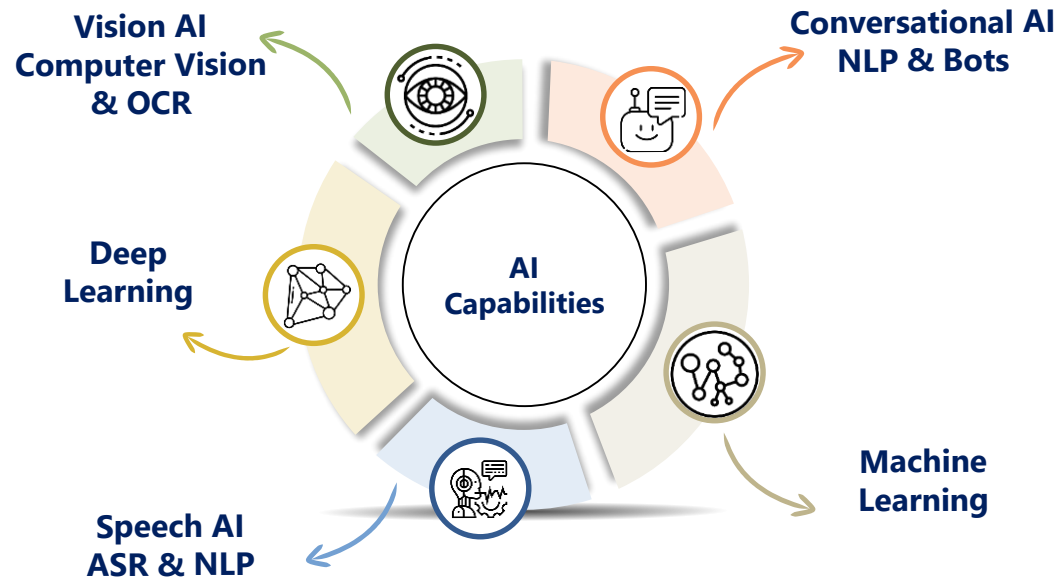 Vision AI
Computer Vision
& OCR
Conversational AI
NLP & Bots
Deep
Learning
AI
Capabilities
Machine
Learning
Speech AI
ASR & NLP